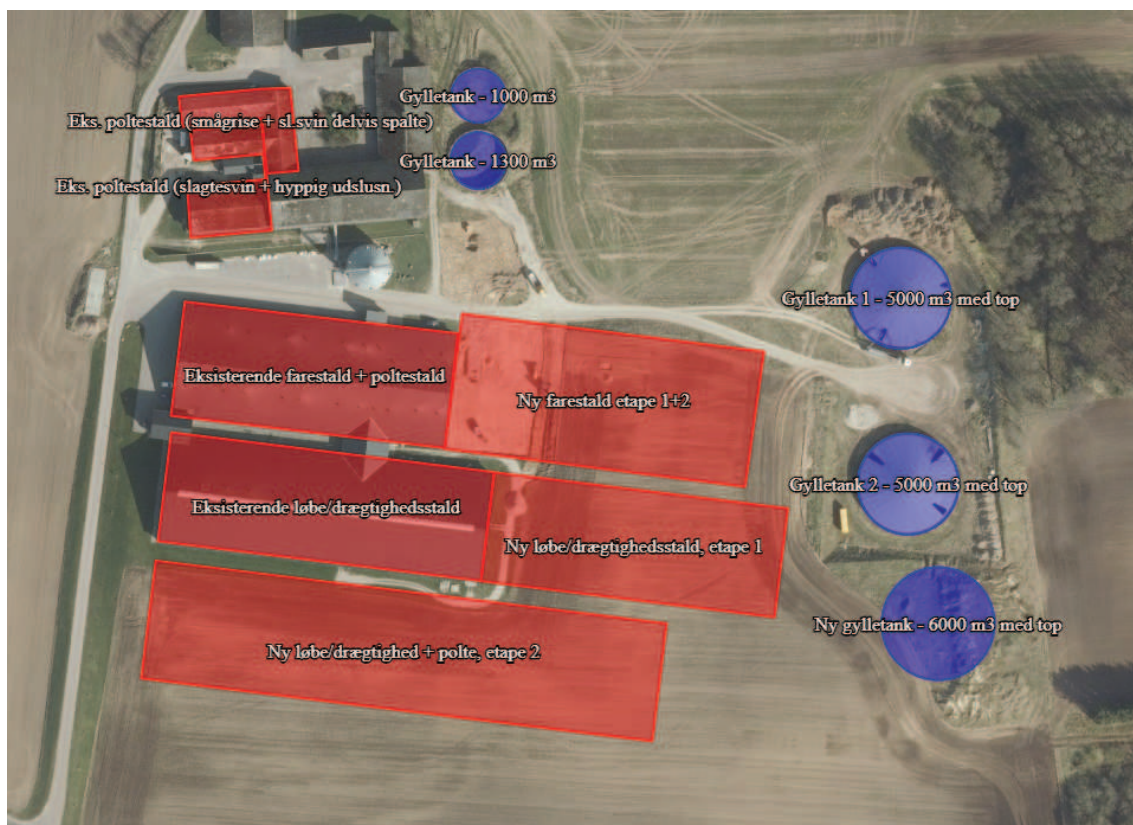 Gylletank - 1000 m3
Eks. poltestald (smågrise + sl.svin delvis spalte)
Gylletank - 1300 m3
Eks. poltestald (slagtesvin + hyppig udslusn.)
Gylletank 1 - 5000 m3 med top
Eksisterende farestald + poltestald
Ny farestald etape 1+2
Gylletank 2 - 5000 m3 med top
Eksisterende løbe/drægtighedsstald
Ny løbe/drægtighedsstald, etape 1
Ny gylletank - 6000 m3 med top
Ny løbe/drægtighed + polte, etape 2